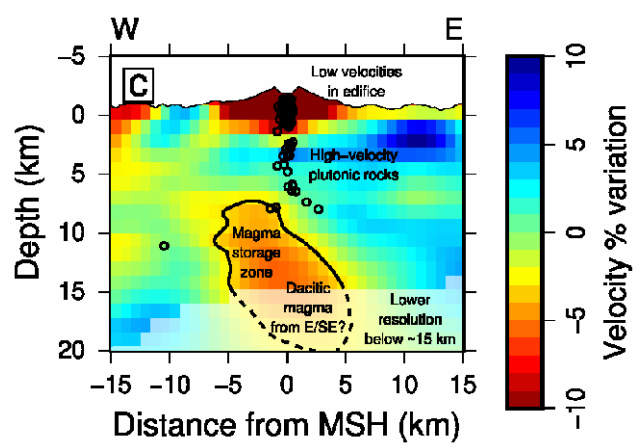 W
E
C
Low velocities
in edifice
High-velocity
plutonic rocks
Magma
storage
zone
Dacitic
magma
from E/SE?
Lower
resolution
below ~15 km
-5
0
5
10
15
20
Depth (km)
-15
-10
-5
0
5
10
15
Distance from MSH (km)
10
5
0
-5
-10
Velocity % variation